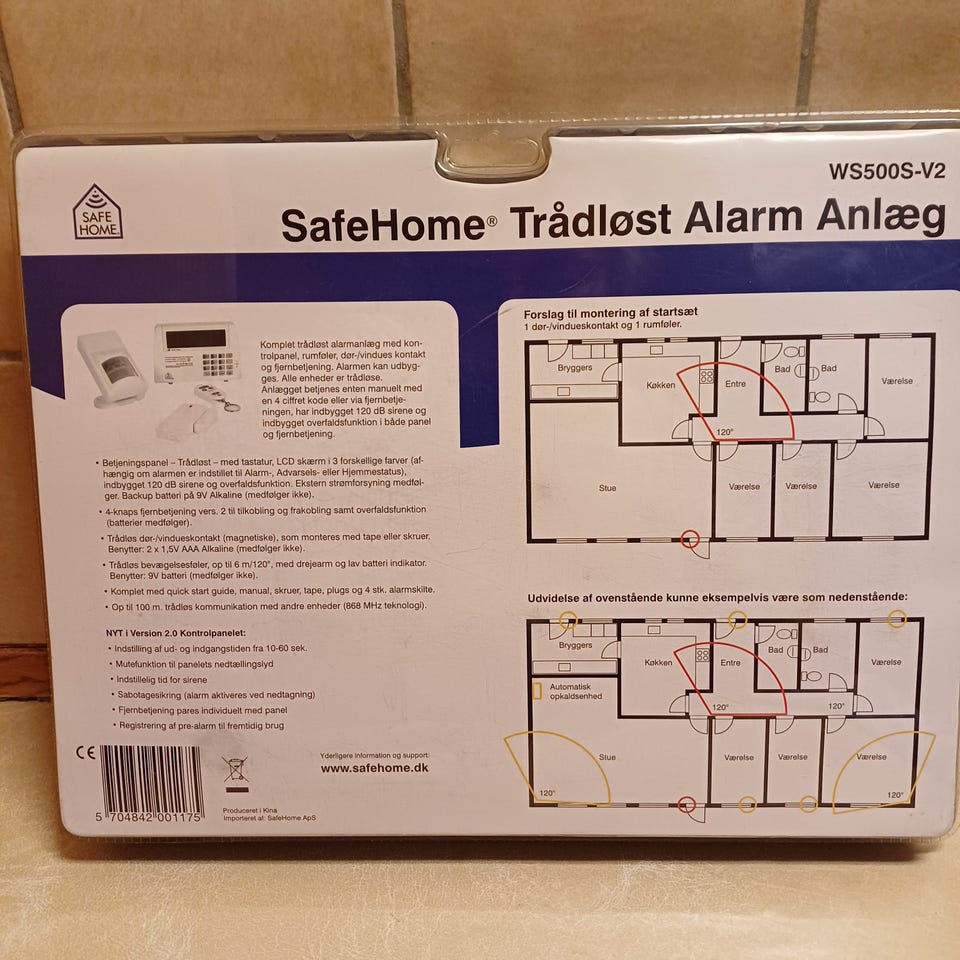 WS500S-V2
SAFE
HOME
SafeHome® Trådløst Alarm Anlæg
Komplet trådløst alarmanlæg med kon-
trolpanel, rumføler, dør-/vindues kontakt
og fjernbetjening. Alarmen kan udbyg-
ges. Alle enheder er trådløse.
Anlægget betjenes enten manuelt med
en 4 ciffret kode eller via fjernbetje-
ningen, har indbygget 120 dB sirene og
indbygget overfaldsfunktion i både panel
og fjernbetjening.
• Betjeningspanel – Trådløst – med tastatur, LCD skærm i 3 forskellige farver (af-
hængig om alarmen er indstillet til Alarm-, Advarsels- eller Hjemmestatus),
indbygget 120 dB sirene og overfaldsfunktion. Ekstern strømforsyning medføl-
ger. Backup batteri på 9V Alkaline (medfølger ikke).
• 4-knaps fjernbetjening vers. 2 til tilkobling og frakobling samt overfaldsfunktion
(batterier medfølger).
• Trådløs dør-/vindueskontakt (magnetiske), som monteres med tape eller skruer.
Benytter: 2 x 1,5V AAA Alkaline (medfølger ikke).
• Trådløs bevægelsesføler, op til 6 m/120°, med drejearm og lav batteri indikator.
Benytter: 9V batteri (medfølger ikke).
• Komplet med quick start guide, manual, skruer, tape, plugs og 4 stk. alarmskilte.
• Op til 100 m. trådløs kommunikation med andre enheder (868 MHz teknologi).
NYT i Version 2.0 Kontrolpanelet:
• Indstilling af ud- og indgangstiden fra 10-60 sek.
• Mutefunktion til panelets nedtællingslyd
• Indstillelig tid for sirene
• Sabotagesikring (alarm aktiveres ved nedtagning)
• Fjernbetjening pares individuelt med panel
• Registrering af pre-alarm til fremtidig brug
CE
5 704842 001175
Yderligere information og support:
www.safehome.dk
Produceret i Kina
Importeret af: SafeHome ApS
Forslag til montering af startsæt
1 dør-/vindueskontakt og 1 rumføler.
Bryggers
Køkken
Entre
Bad
Bad
Værelse
120°
Stue
Værelse
Værelse
Værelse
Udvidelse af ovenstående kunne eksempelvis være som nedenstående:
Bryggers
Køkken
Entre
Bad
Bad
Værelse
Automatisk
opkaldsenhed
120°
120°
Stue
Værelse
Værelse
Værelse
120°
120°